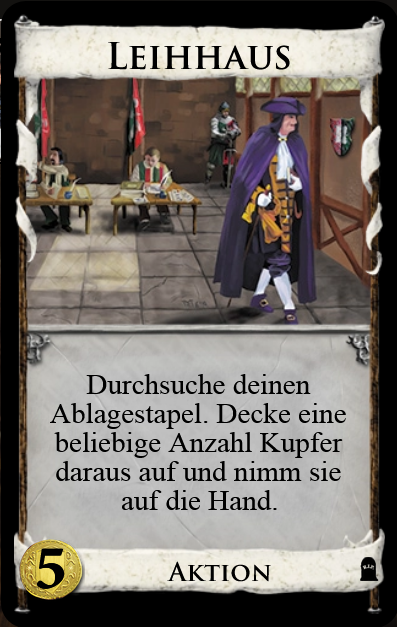 LEIHHAUS
Durchsuche deinen
Ablagestapel. Decke eine
beliebige Anzahl Kupfer
daraus auf und nimm sie
auf die Hand.
5
AKTION
R.I.P.